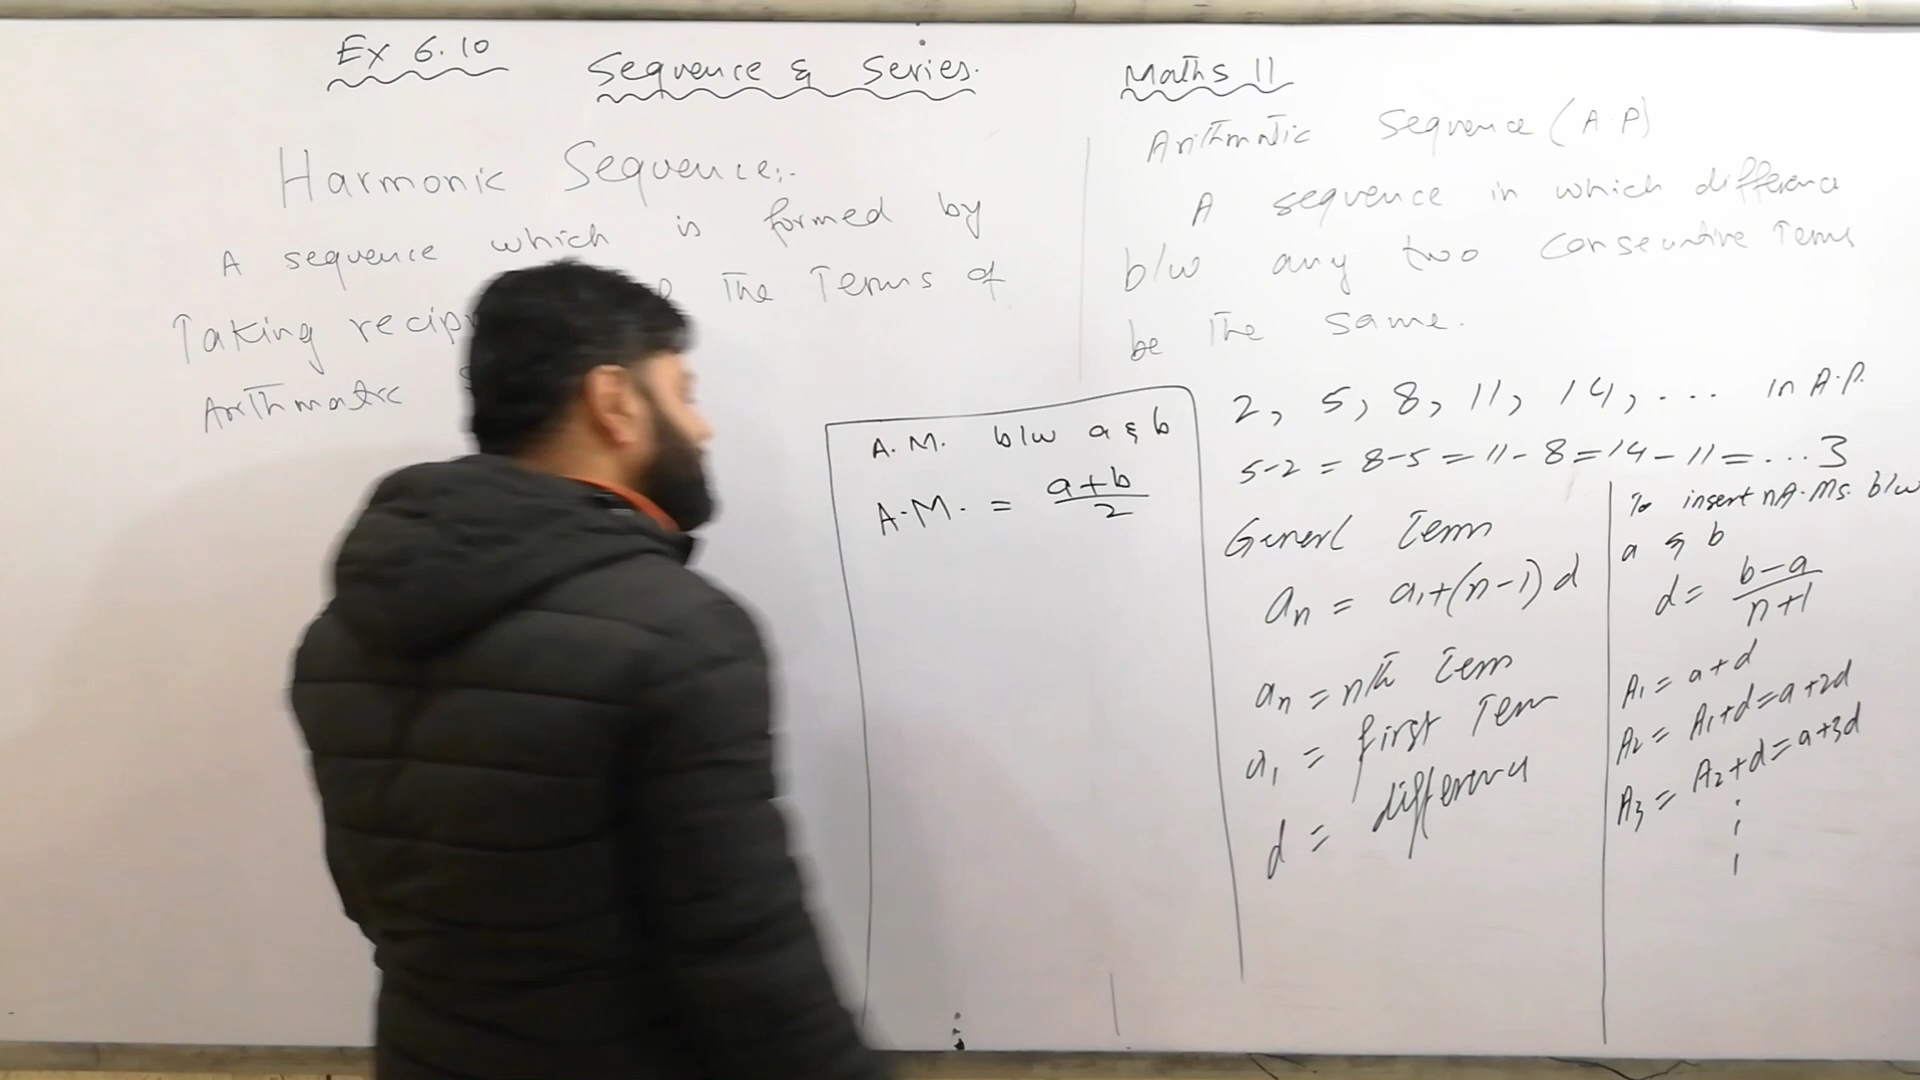 Ex 6.10
Sequence & Series.
Maths 11
Harmonic Sequence:-
A sequence which is formed by
Taking the Terms of
Arithmatic
A.M. b/w a & b
A.M. = a+b/2
Arithmatic Sequence (A.P)
A sequence in which difference
b/w any two Consecutive Terms
be The same.
2, 5, 8, 11, 14, ... in A.P.
5-2 = 8-5 = 11-8 = 14-11 = ... 3
Generl Term
an = a1+(n-1)d
an = nth Term
a1 = first Term
d = difference
To insert n A.Ms. b/w
a & b
d = b-a/n+1
A1 = a+d
A2 = A1+d = a+2d
A3 = A2+d = a+3d